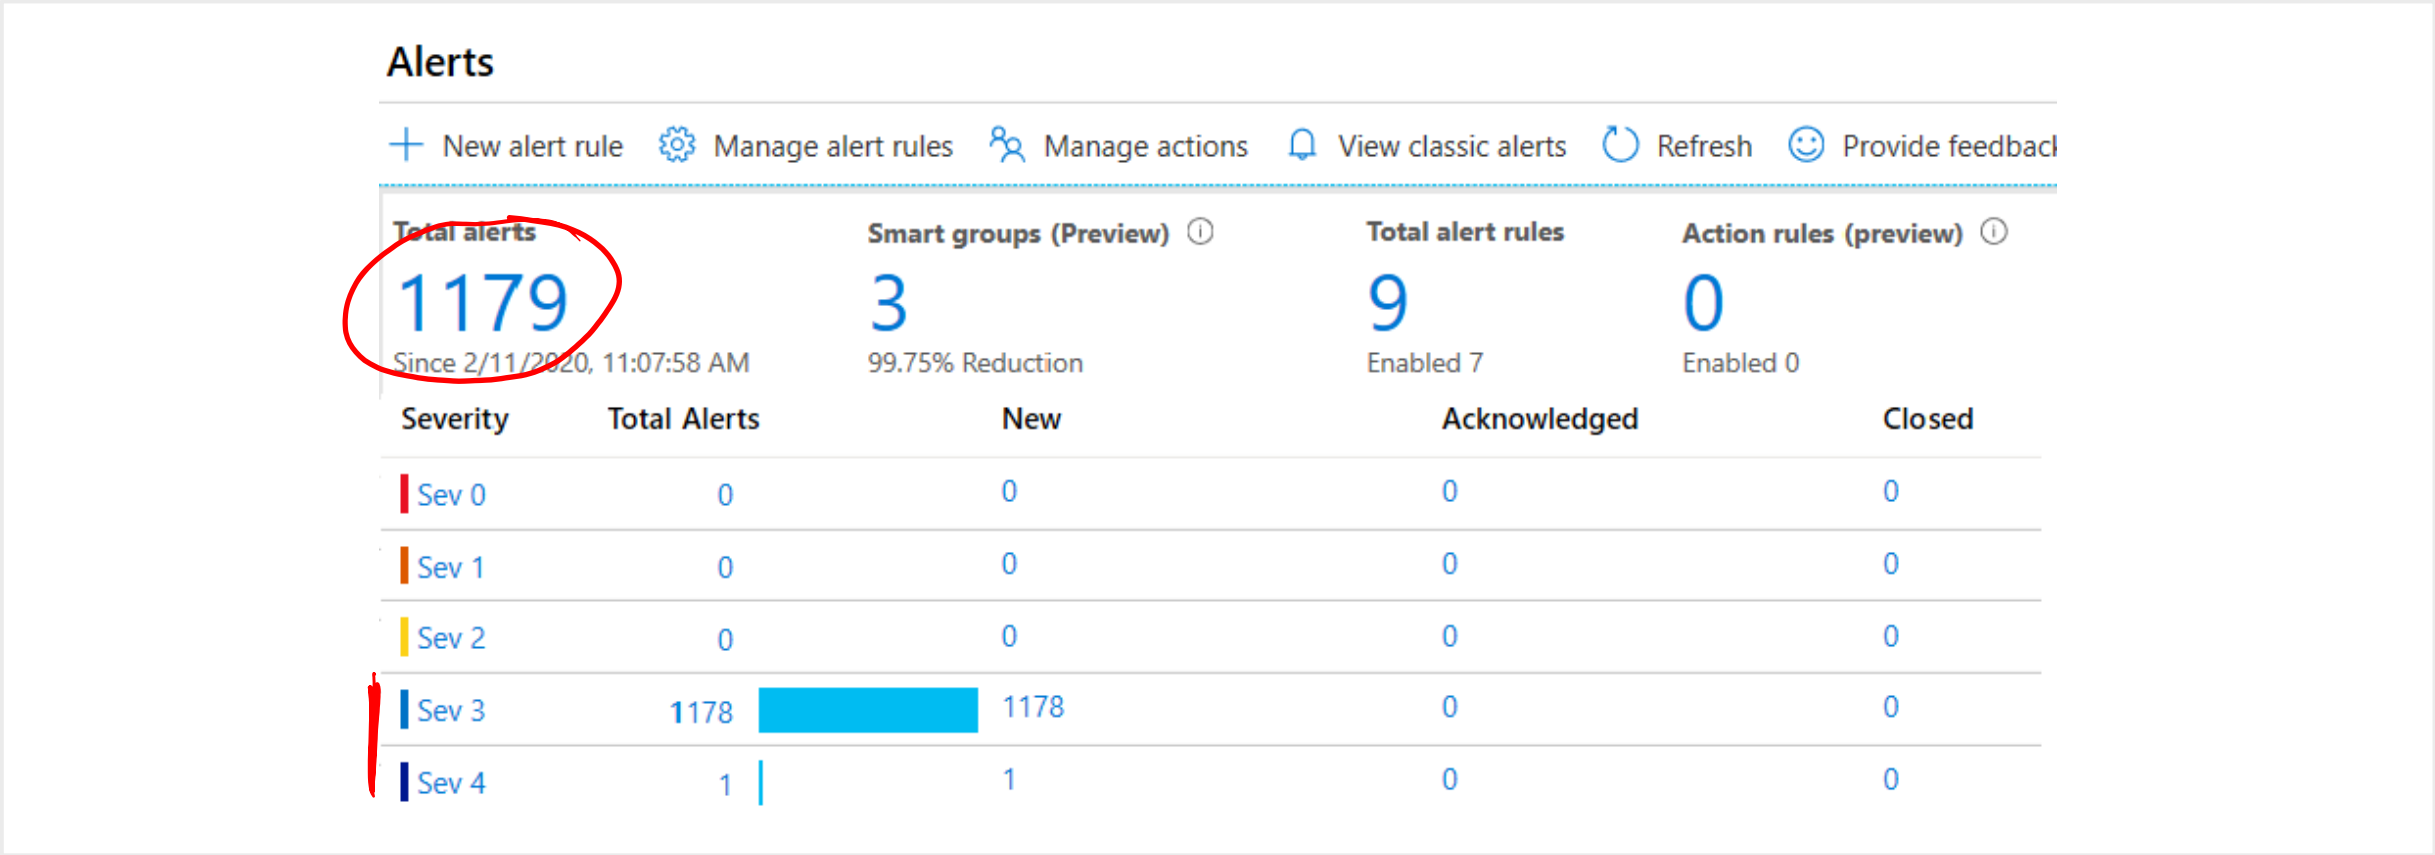 Alerts
New alert rule Manage alert rules Manage actions View classic alerts Refresh Provide feedback
Total alerts Smart groups (Preview) Total alert rules Action rules (preview)
1179 3 9 0
Since 2/11/2020, 11:07:58 AM 99.75% Reduction Enabled 7 Enabled 0
Severity Total Alerts New Acknowledged Closed
Sev 0 0 0 0 0
Sev 1 0 0 0 0
Sev 2 0 0 0 0
Sev 3 1178 1178 0 0
Sev 4 1 1 0 0